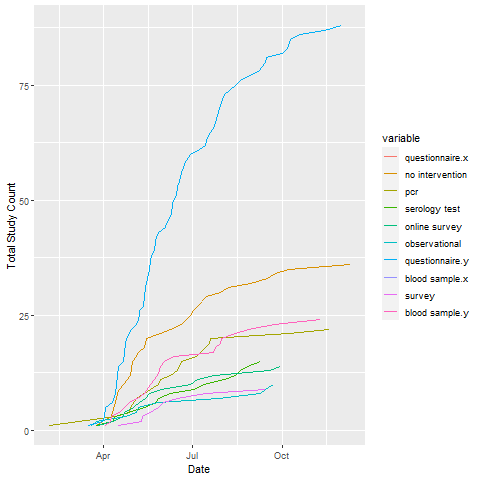 75
50
25
0
Total Study Count
Apr
Jul
Oct
Date
variable
questionnaire.x
no intervention
pcr
serology test
online survey
observational
questionnaire.y
blood sample.x
survey
blood sample.y